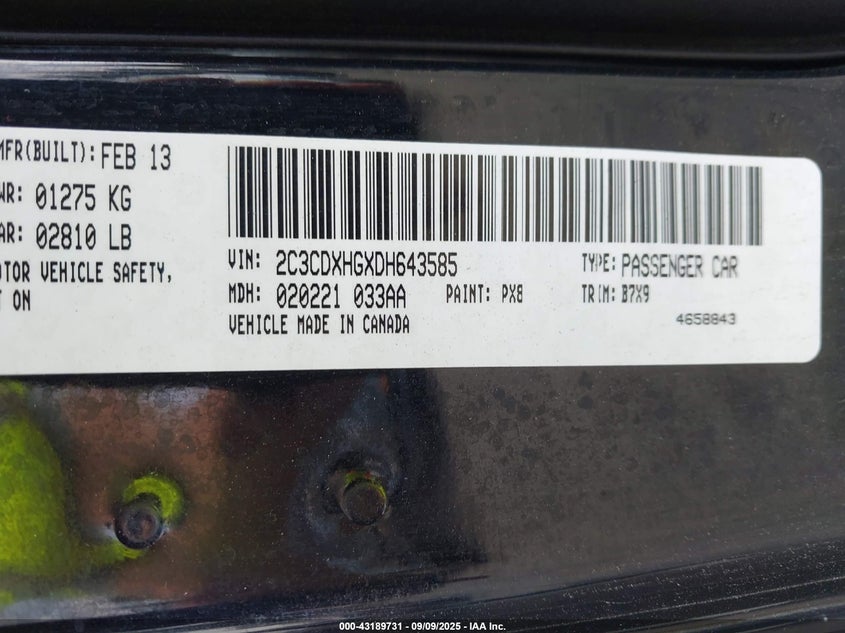 MFR(BUILT): FEB 13
WR: 01275 KG
AR: 02810 LB
OTOR VEHICLE SAFETY,
T ON
VIN: 2C3CDXHGXDH643585 TYPE: PASSENGER CAR
MDH: 020221 033AA PAINT: PX8 TRIM: B7X9
VEHICLE MADE IN CANADA 4658843
000-43189731 - 09/09/2025 - IAA Inc.